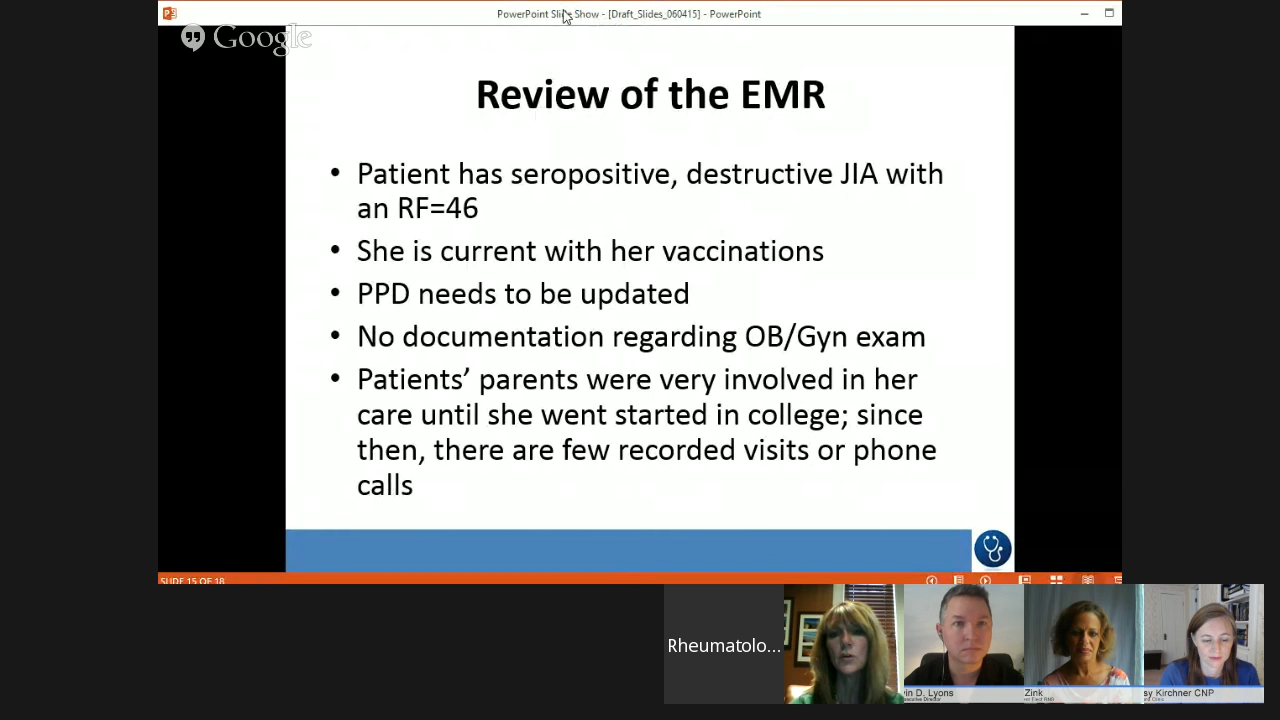 PowerPoint Slide Show - [Draft_Slides_060415] - PowerPoint
Google
Review of the EMR
• Patient has seropositive, destructive JIA with
an RF=46
• She is current with her vaccinations
• PPD needs to be updated
• No documentation regarding OB/Gyn exam
• Patients’ parents were very involved in her
care until she went started in college; since
then, there are few recorded visits or phone
calls
SLIDE 15 OF 18
Rheumatolo...
vin D. Lyons
Zink
sy Kirchner CNP